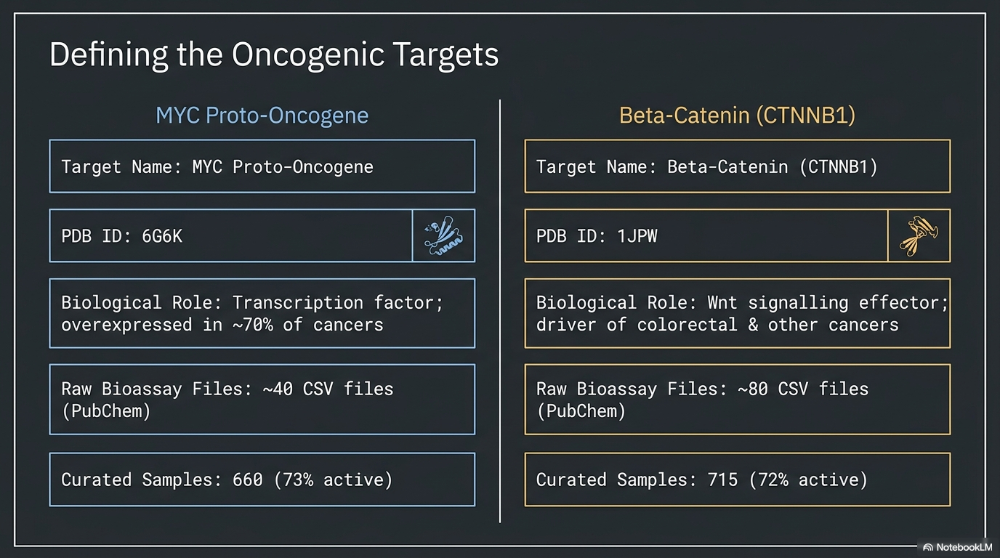 Defining the Oncogenic Targets
MYC Proto-Oncogene
Target Name: MYC Proto-Oncogene
PDB ID: 6G6K
Biological Role: Transcription factor;
overexpressed in ~70% of cancers
Raw Bioassay Files: ~40 CSV files
(PubChem)
Curated Samples: 660 (73% active)
Beta-Catenin (CTNNB1)
Target Name: Beta-Catenin (CTNNB1)
PDB ID: 1JPW
Biological Role: Wnt signalling effector;
driver of colorectal & other cancers
Raw Bioassay Files: ~80 CSV files
(PubChem)
Curated Samples: 715 (72% active)
NotebookLM